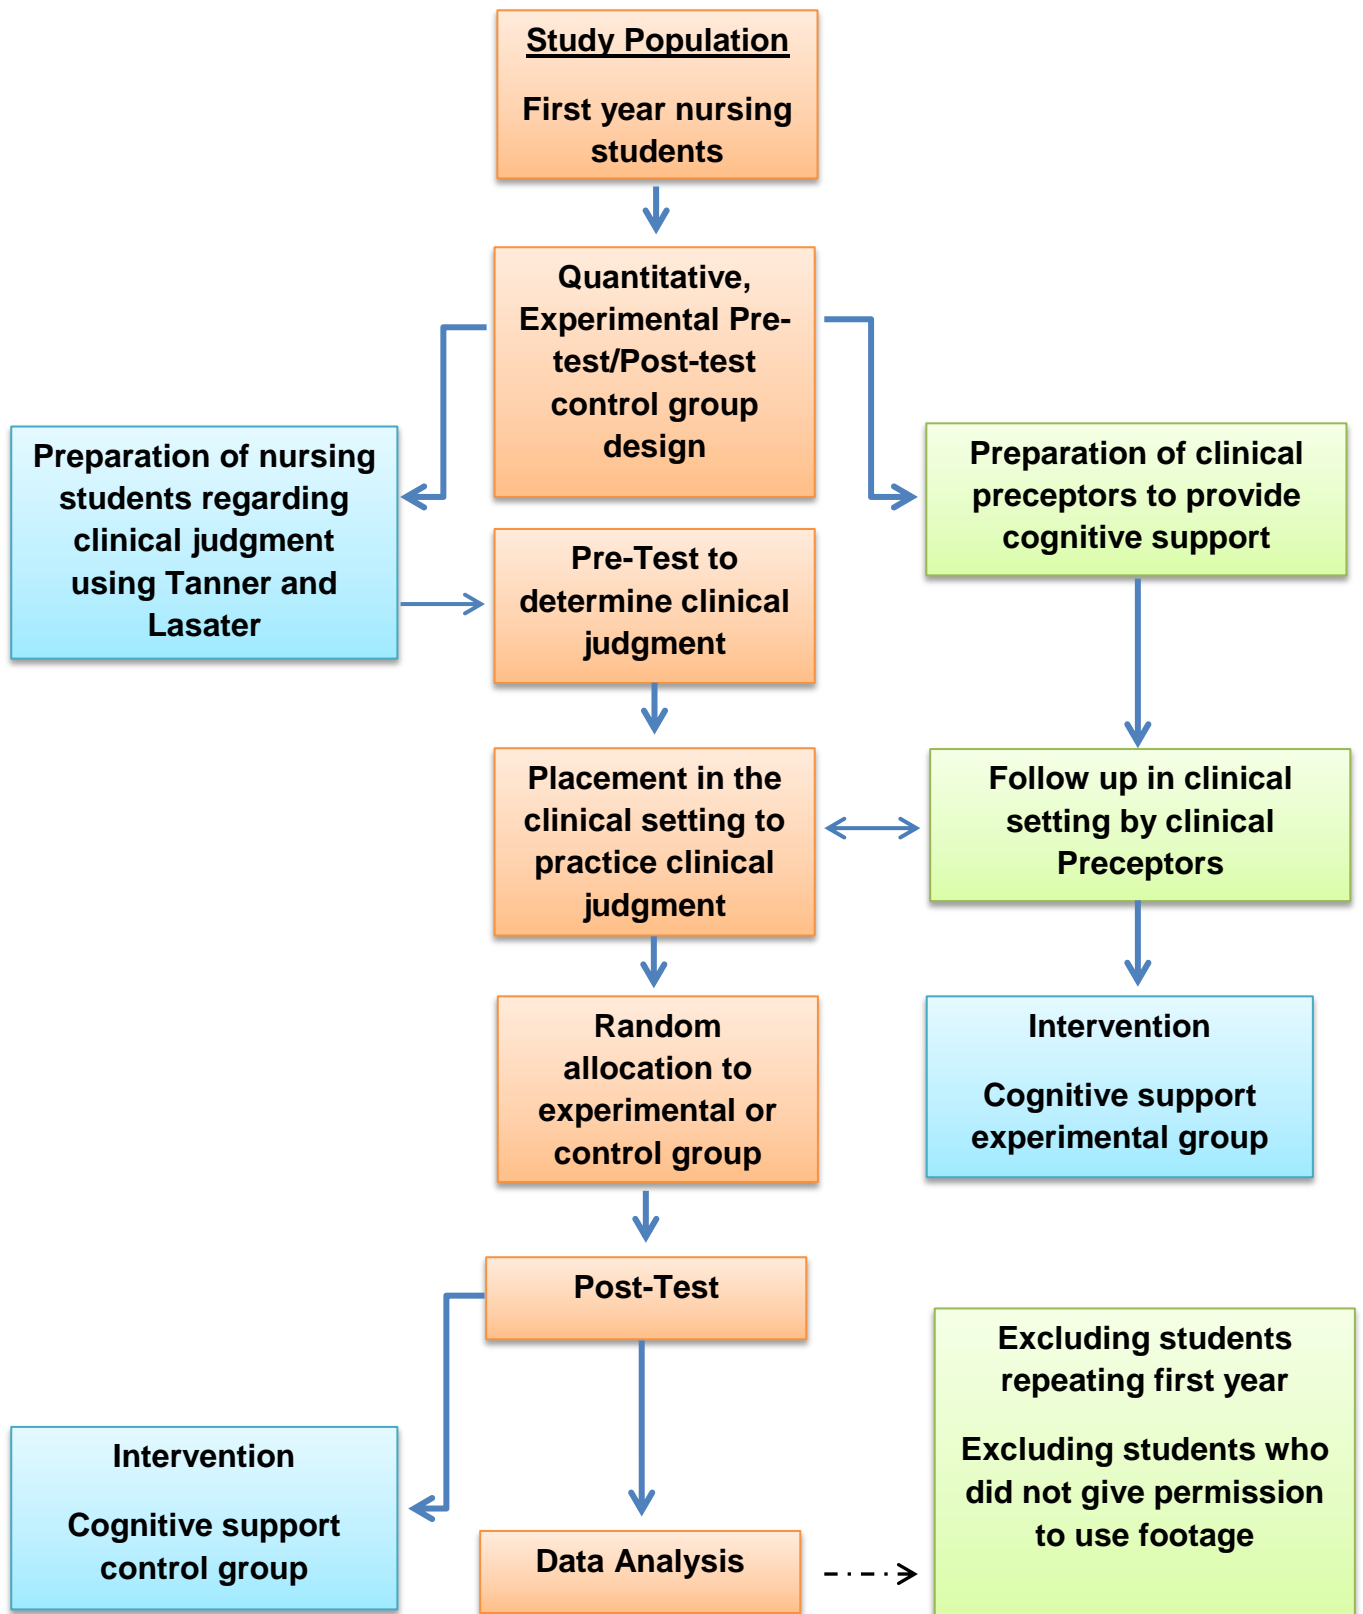 Study Population
First year nursing
students
Quantitative,
Experimental Pre-
test/Post-test
control group
design
Preparation of nursing
students regarding
clinical judgment
using Tanner and
Lasater
Preparation of clinical
preceptors to provide
cognitive support
Pre-Test to
determine clinical
judgment
Placement in the
clinical setting to
practice clinical
judgment
Follow up in clinical
setting by clinical
Preceptors
Random
allocation to
experimental or
control group
Intervention
Cognitive support
experimental group
Post-Test
Intervention
Cognitive support
control group
Data Analysis
Excluding students
repeating first year
Excluding students who
did not give permission
to use footage